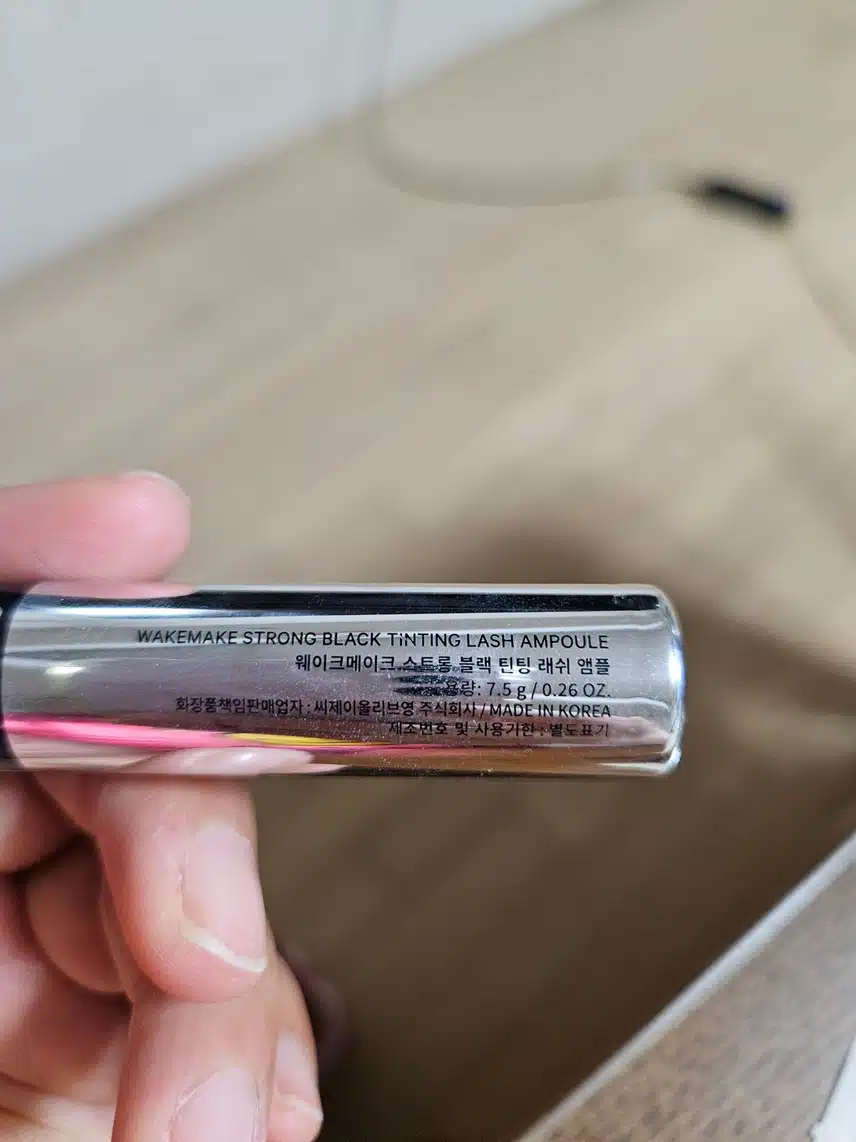 WAKEMAKE STRONG BLACK TINTING LASH AMPOULE
웨이크메이크 스트롱 블랙 틴팅 래쉬 앰플
용량: 7.5 g / 0.26 OZ.
화장품책임판매업자 : 씨제이올리브영 주식회사 / MADE IN KOREA
제조번호 및 사용기한 : 별도표기